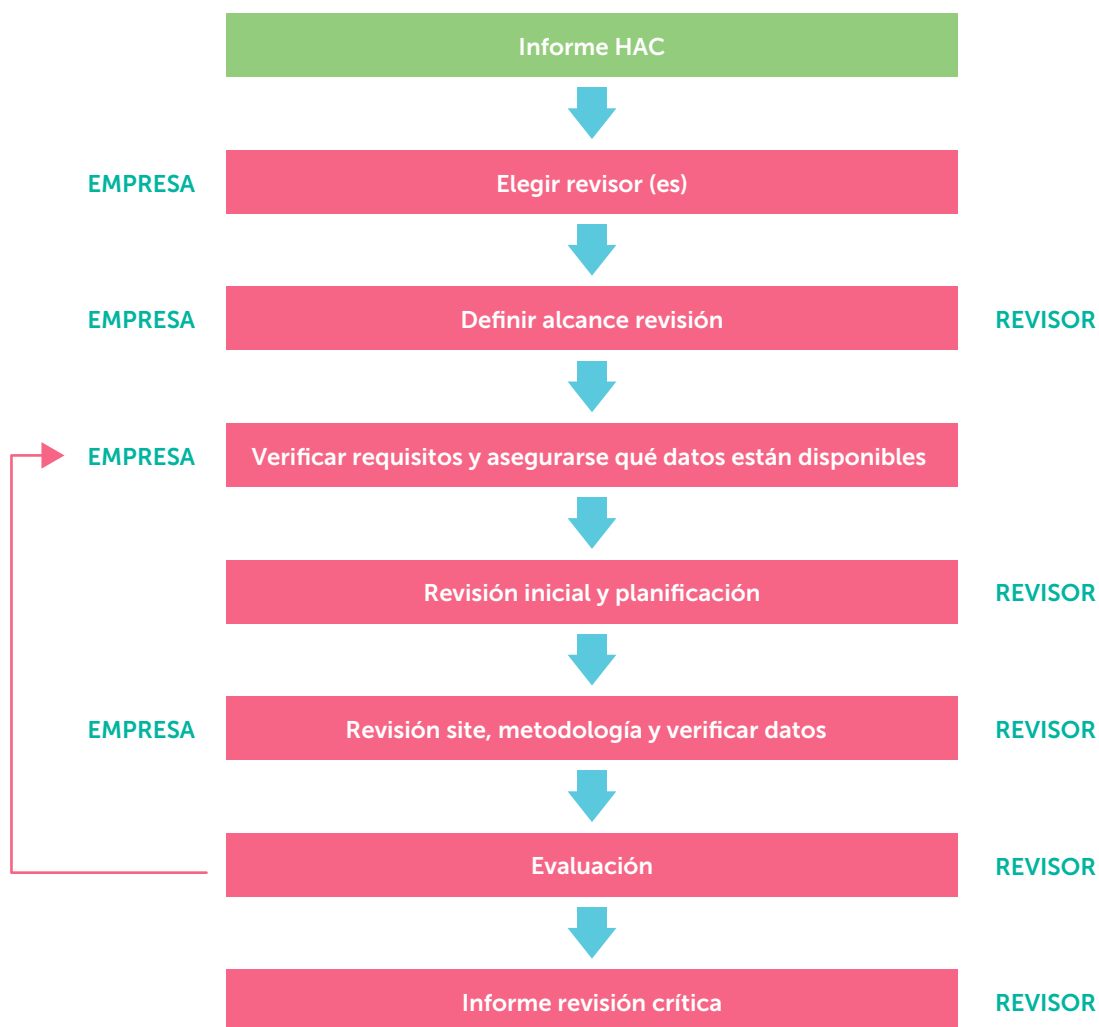 Informe HAC
EMPRESA
Elegir revisor (es)
EMPRESA
Definir alcance revisión
REVISOR
EMPRESA
Verificar requisitos y asegurarse qué datos están disponibles
Revisión inicial y planificación
REVISOR
EMPRESA
Revisión site, metodología y verificar datos
REVISOR
Evaluación
REVISOR
Informe revisión crítica
REVISOR